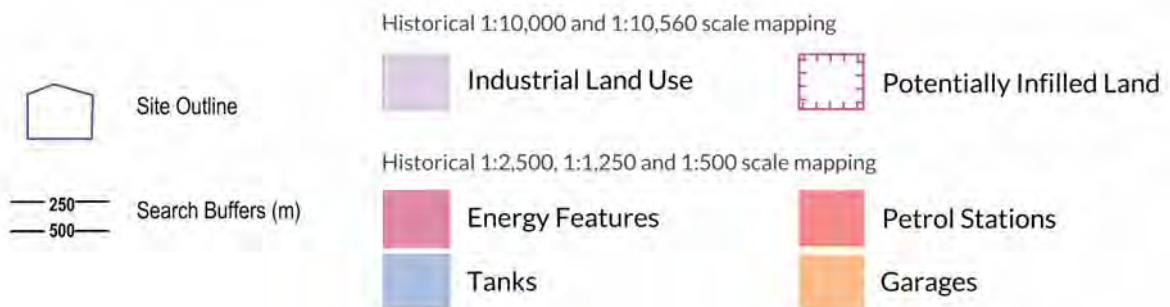 Historical 1:10,000 and 1:10,560 scale mapping
Industrial Land Use
Potentially Infilled Land
Site Outline
Historical 1:2,500, 1:1,250 and 1:500 scale mapping
250
500
Search Buffers (m)
Energy Features
Petrol Stations
Tanks
Garages